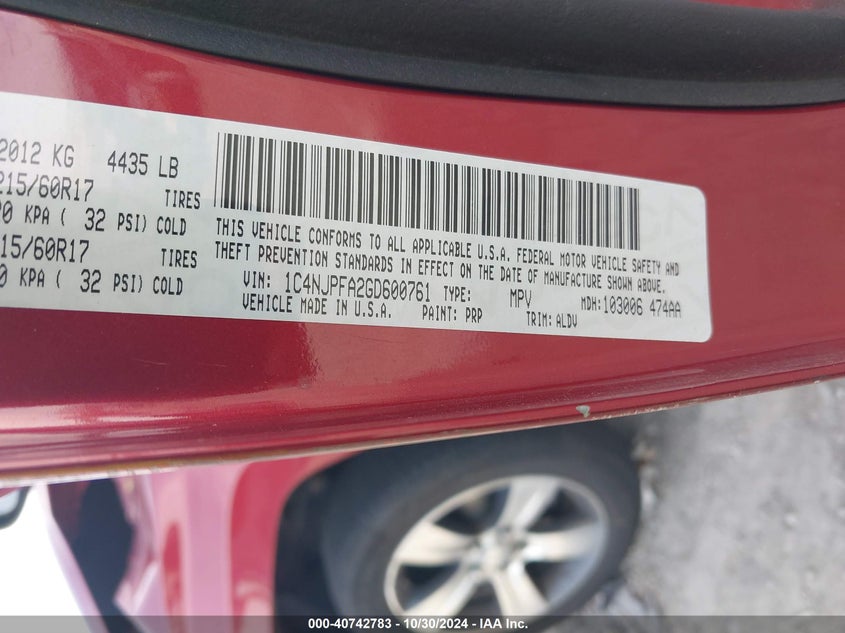 2012 KG 4435 LB
215/60R17 TIRES
0 KPA ( 32 PSI) COLD
15/60R17 TIRES
0 KPA ( 32 PSI) COLD
THIS VEHICLE CONFORMS TO ALL APPLICABLE U.S.A. FEDERAL MOTOR VEHICLE SAFETY AND
THEFT PREVENTION STANDARDS IN EFFECT ON THE DATE OF MANUFACTURE SHOWN ABOVE.
VIN: 1C4NJPFA2GD600761 TYPE: MPV MDH: 103006 474AA
VEHICLE MADE IN U.S.A. PAINT: PRP TRIM: ALDV
000-40742783 - 10/30/2024 - IAA Inc.